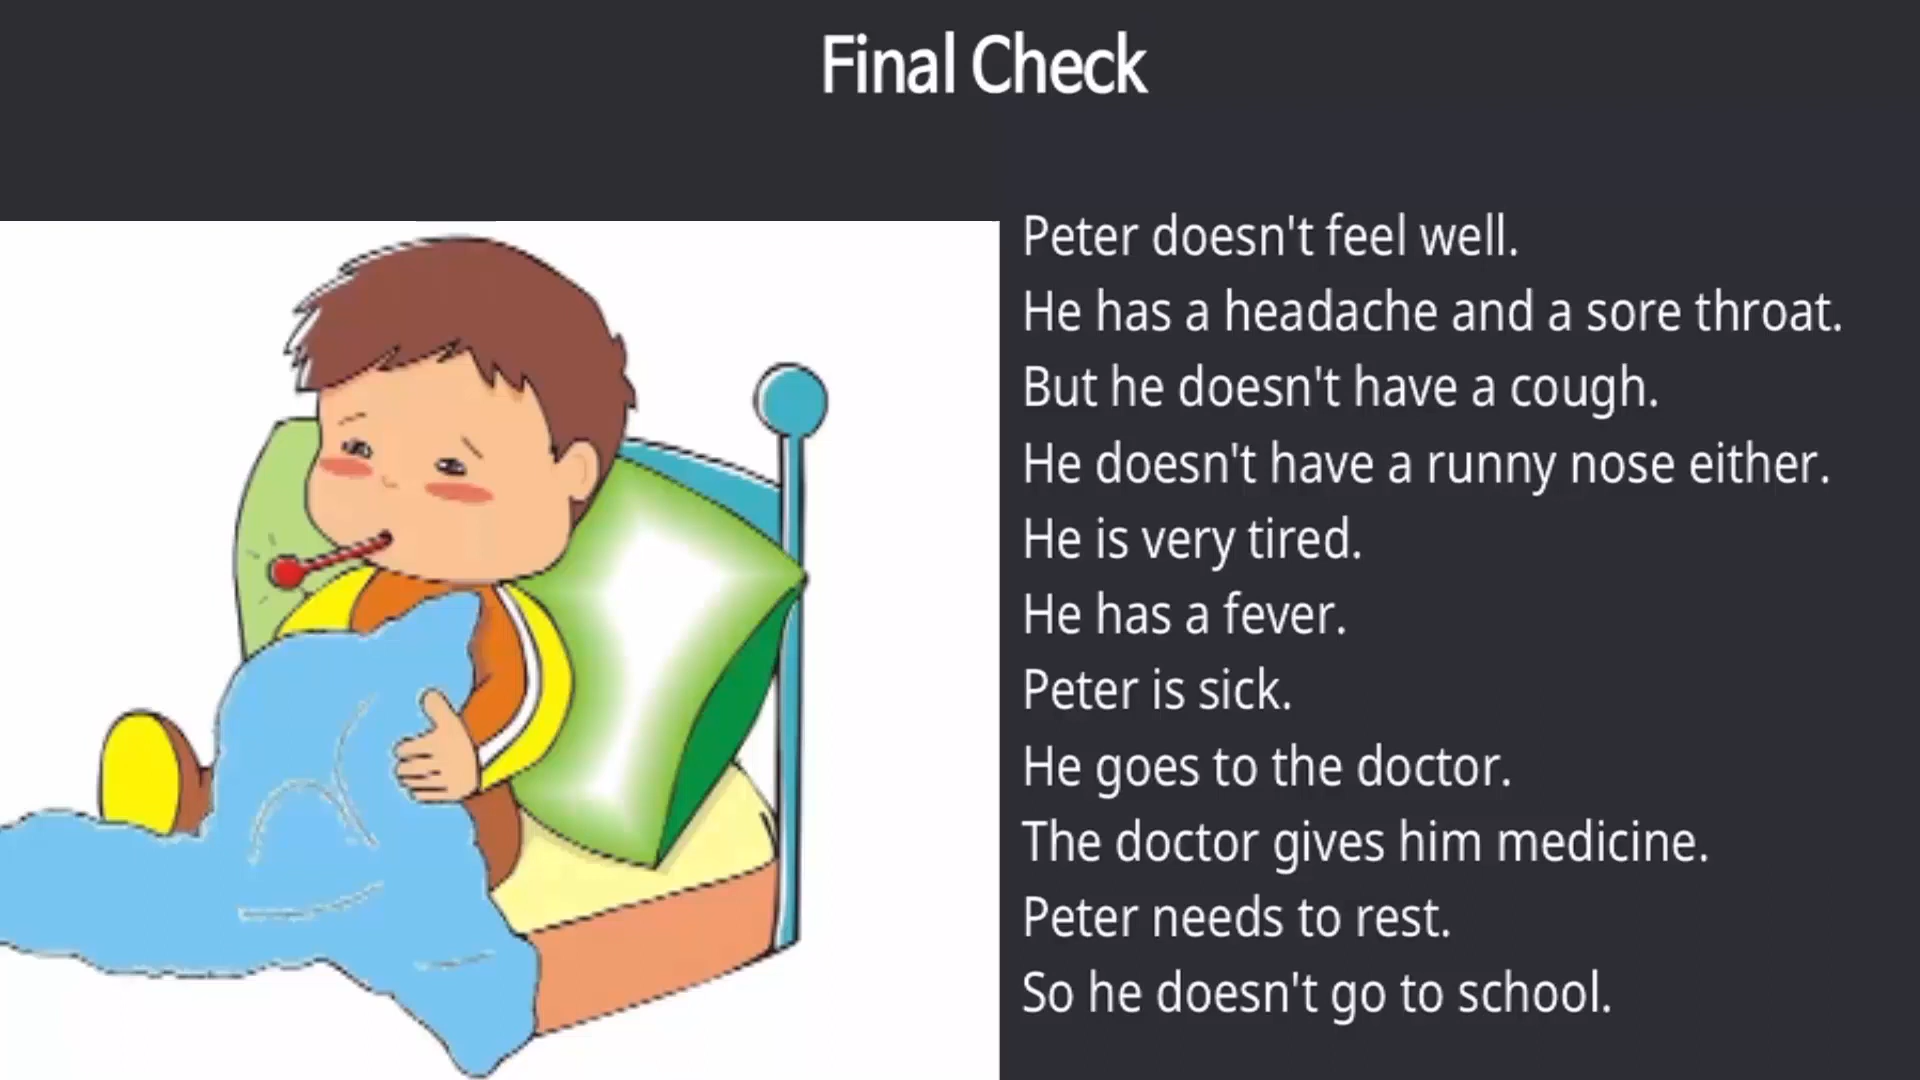 Final Check
Peter doesn't feel well.
He has a headache and a sore throat.
But he doesn't have a cough.
He doesn't have a runny nose either.
He is very tired.
He has a fever.
Peter is sick.
He goes to the doctor.
The doctor gives him medicine.
Peter needs to rest.
So he doesn't go to school.